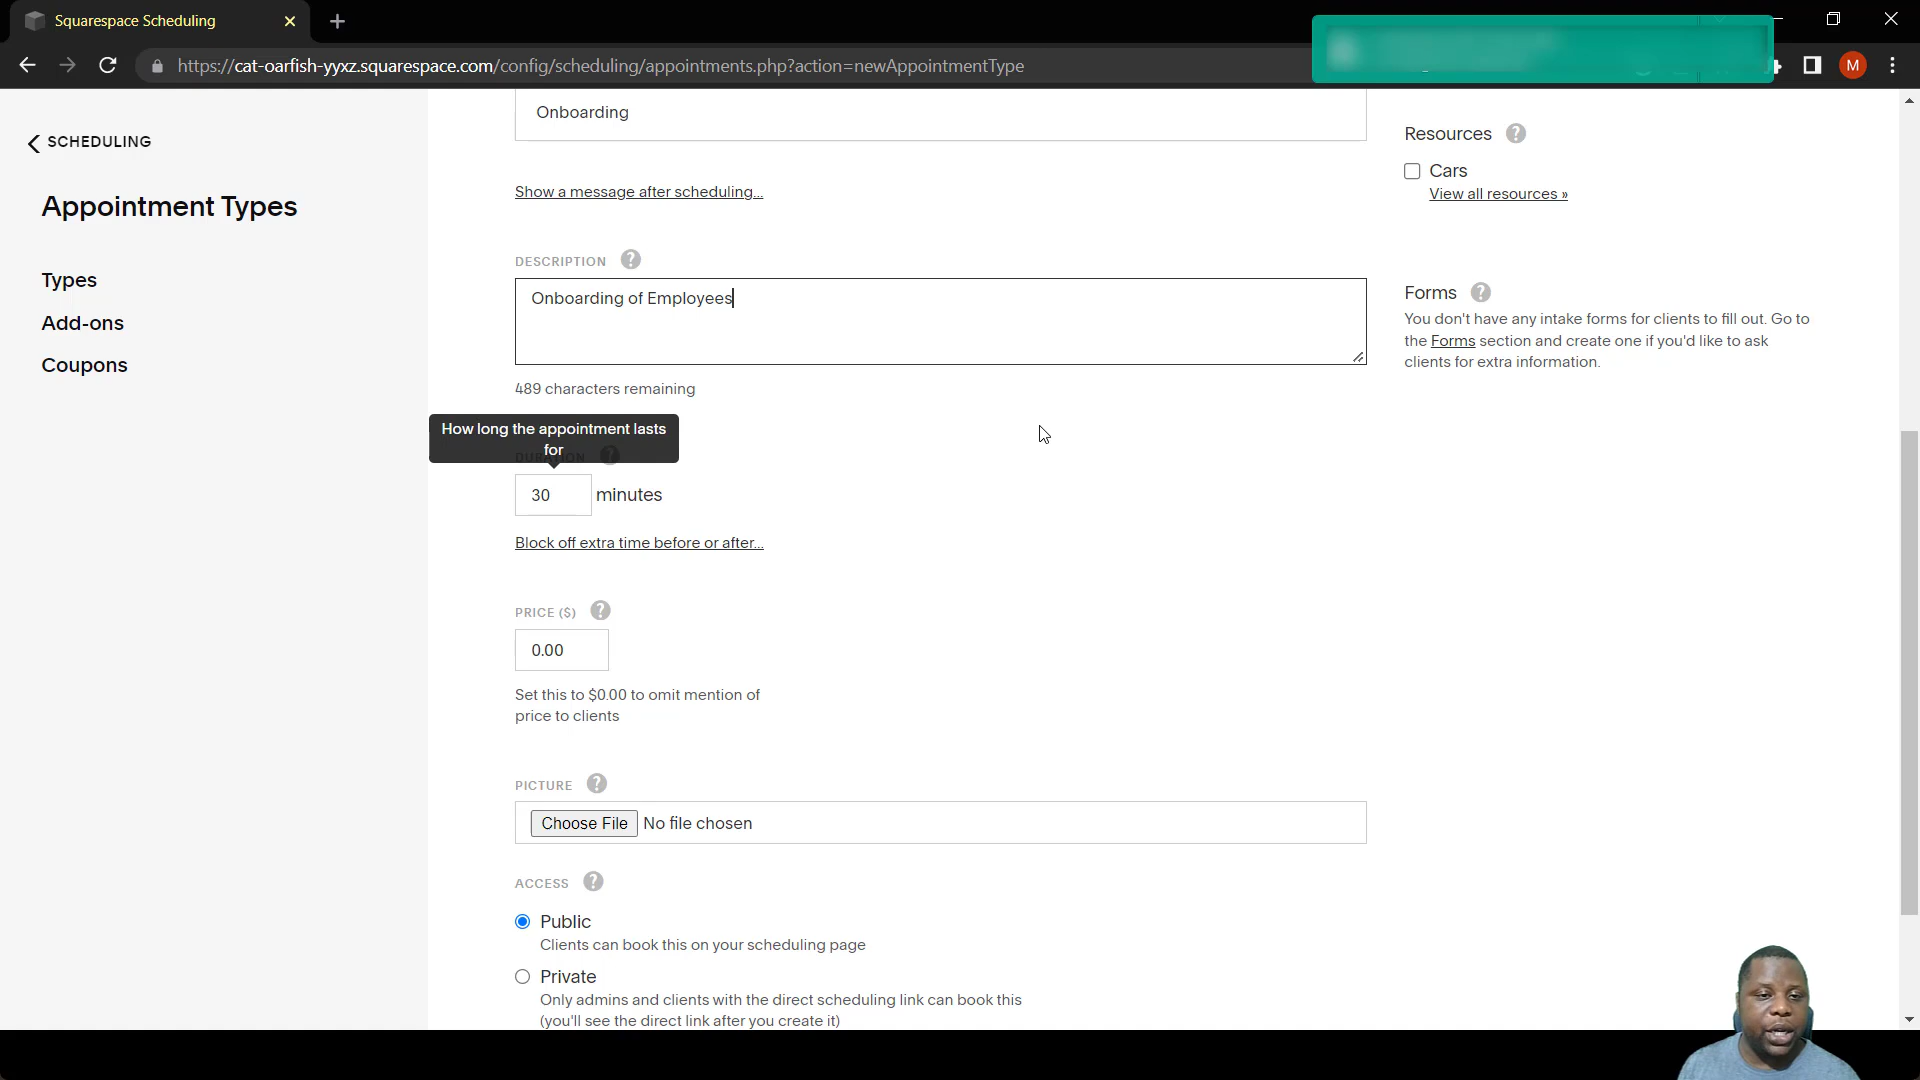 Squarespace Scheduling
https://cat-oarfish-yyxz.squarespace.com/config/scheduling/appointments.php?action=newAppointmentType
M
SCHEDULING
Appointment Types
Types
Add-ons
Coupons
Onboarding
Show a message after scheduling...
DESCRIPTION ?
Onboarding of Employees
489 characters remaining
How long the appointment lasts
for
DURATION ?
30 minutes
Block off extra time before or after...
PRICE ($) ?
0.00
Set this to $0.00 to omit mention of
price to clients
PICTURE ?
Choose File No file chosen
ACCESS ?
Public
Clients can book this on your scheduling page
Private
Only admins and clients with the direct scheduling link can book this
(you'll see the direct link after you create it)
Resources ?
Cars
View all resources »
Forms ?
You don't have any intake forms for clients to fill out. Go to
the Forms section and create one if you'd like to ask
clients for extra information.